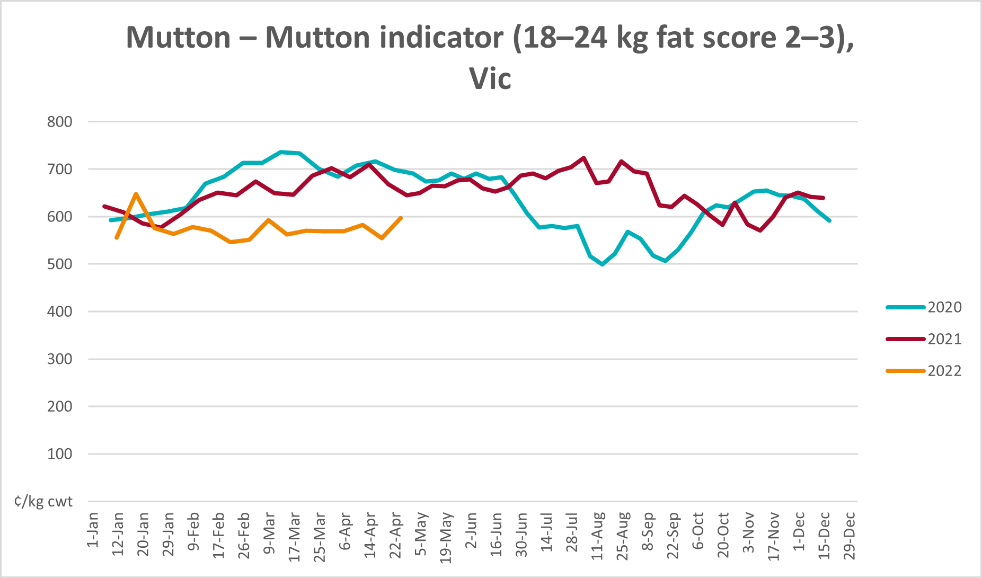 Mutton – Mutton indicator (18–24 kg fat score 2–3),
Vic
800
700
600
500
400
300
200
100
¢/kg cwt
1-Jan
12-Jan
20-Jan
29-Jan
9-Feb
16-Feb
26-Feb
9-Mar
16-Mar
25-Mar
6-Apr
14-Apr
22-Apr
5-May
19-May
2-Jun
16-Jun
30-Jun
14-Jul
28-Jul
11-Aug
25-Aug
8-Sep
22-Sep
6-Oct
20-Oct
3-Nov
17-Nov
1-Dec
15-Dec
29-Dec
2020
2021
2022